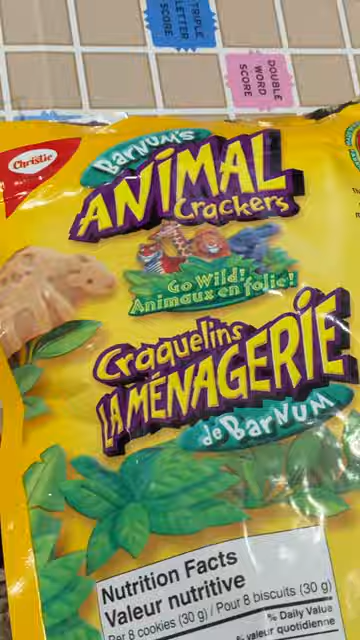 TRIPLE
LETTER
SCORE
DOUBLE
WORD
SCORE
Christie
Barnum's
ANIMAL
Crackers
Go Wild!
Animaux en folie!
Craquelins
LA MÉNAGERIE
de Barnum
Nutrition Facts
Valeur nutritive
Per 8 cookies (30 g) / Pour 8 biscuits (30 g)
% Daily Value
% valeur quotidienne